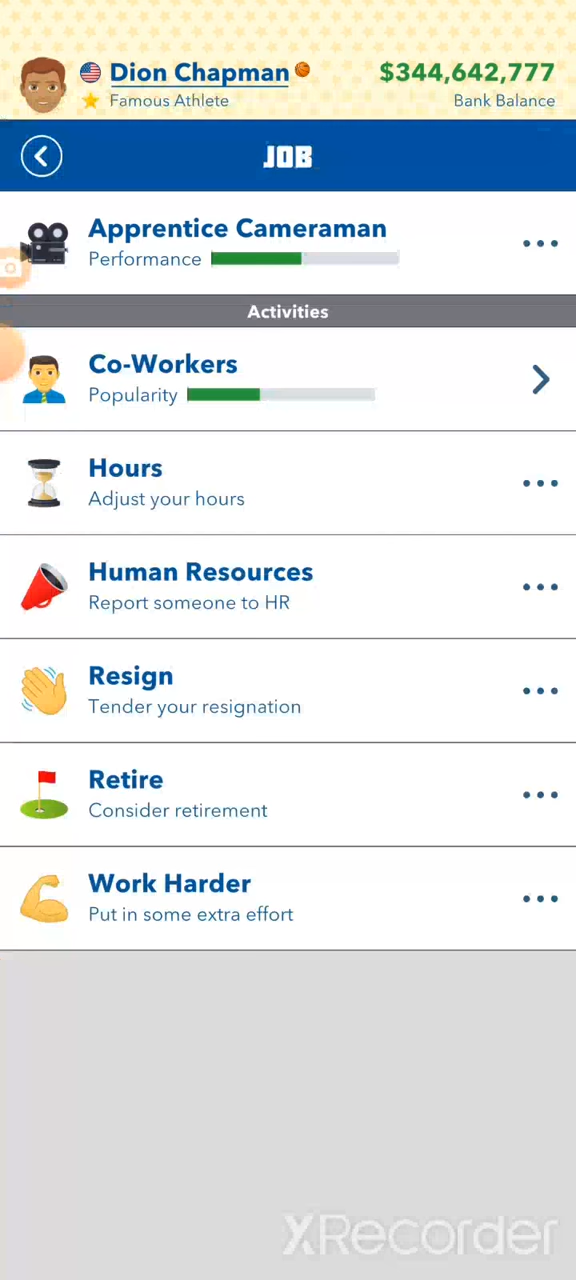 Dion Chapman
$344,642,777
Famous Athlete
Bank Balance
JOB
Apprentice Cameraman
Performance
Activities
Co-Workers
Popularity
Hours
Adjust your hours
Human Resources
Report someone to HR
Resign
Tender your resignation
Retire
Consider retirement
Work Harder
Put in some extra effort
XRecorder